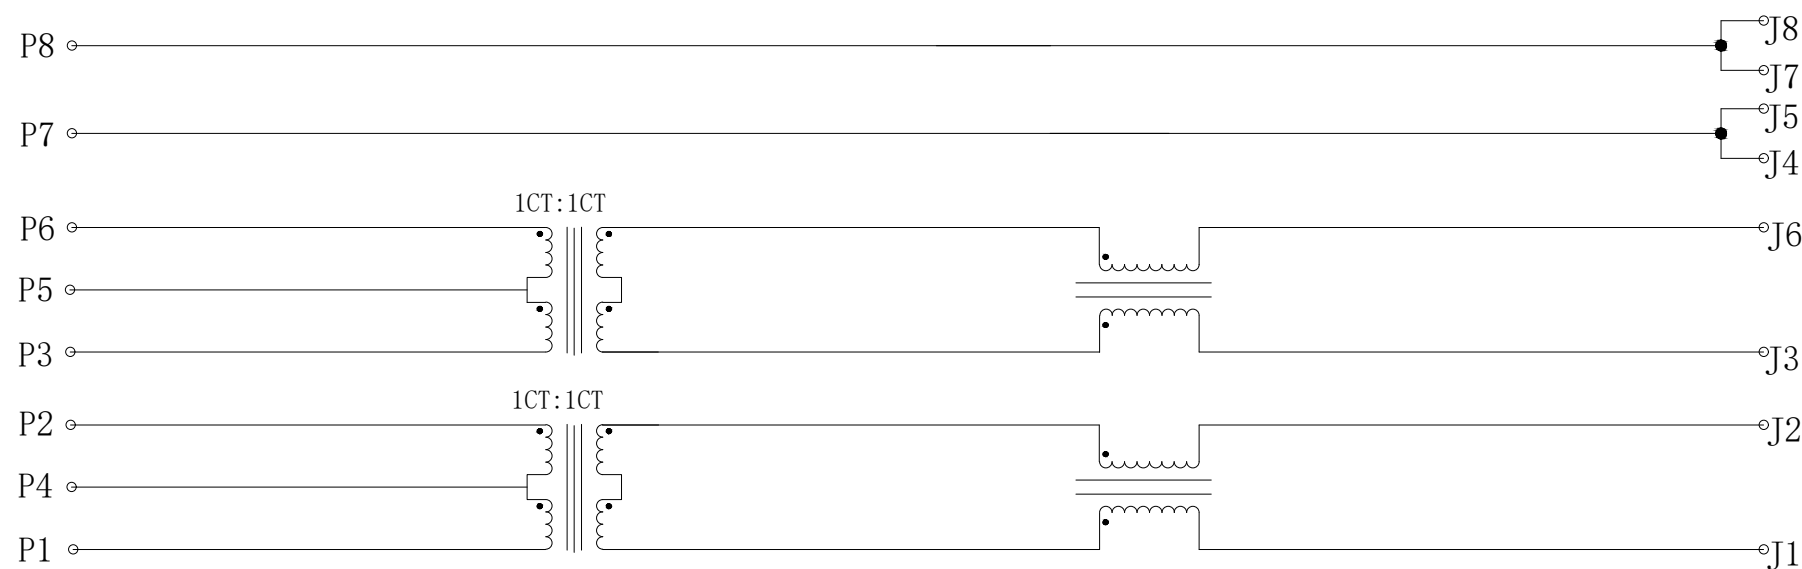 P8 J8
J7
P7 J5
J4
1CT:1CT
P6 J6
P5
P3 J3
1CT:1CT
P2 J2
P4
P1 J1